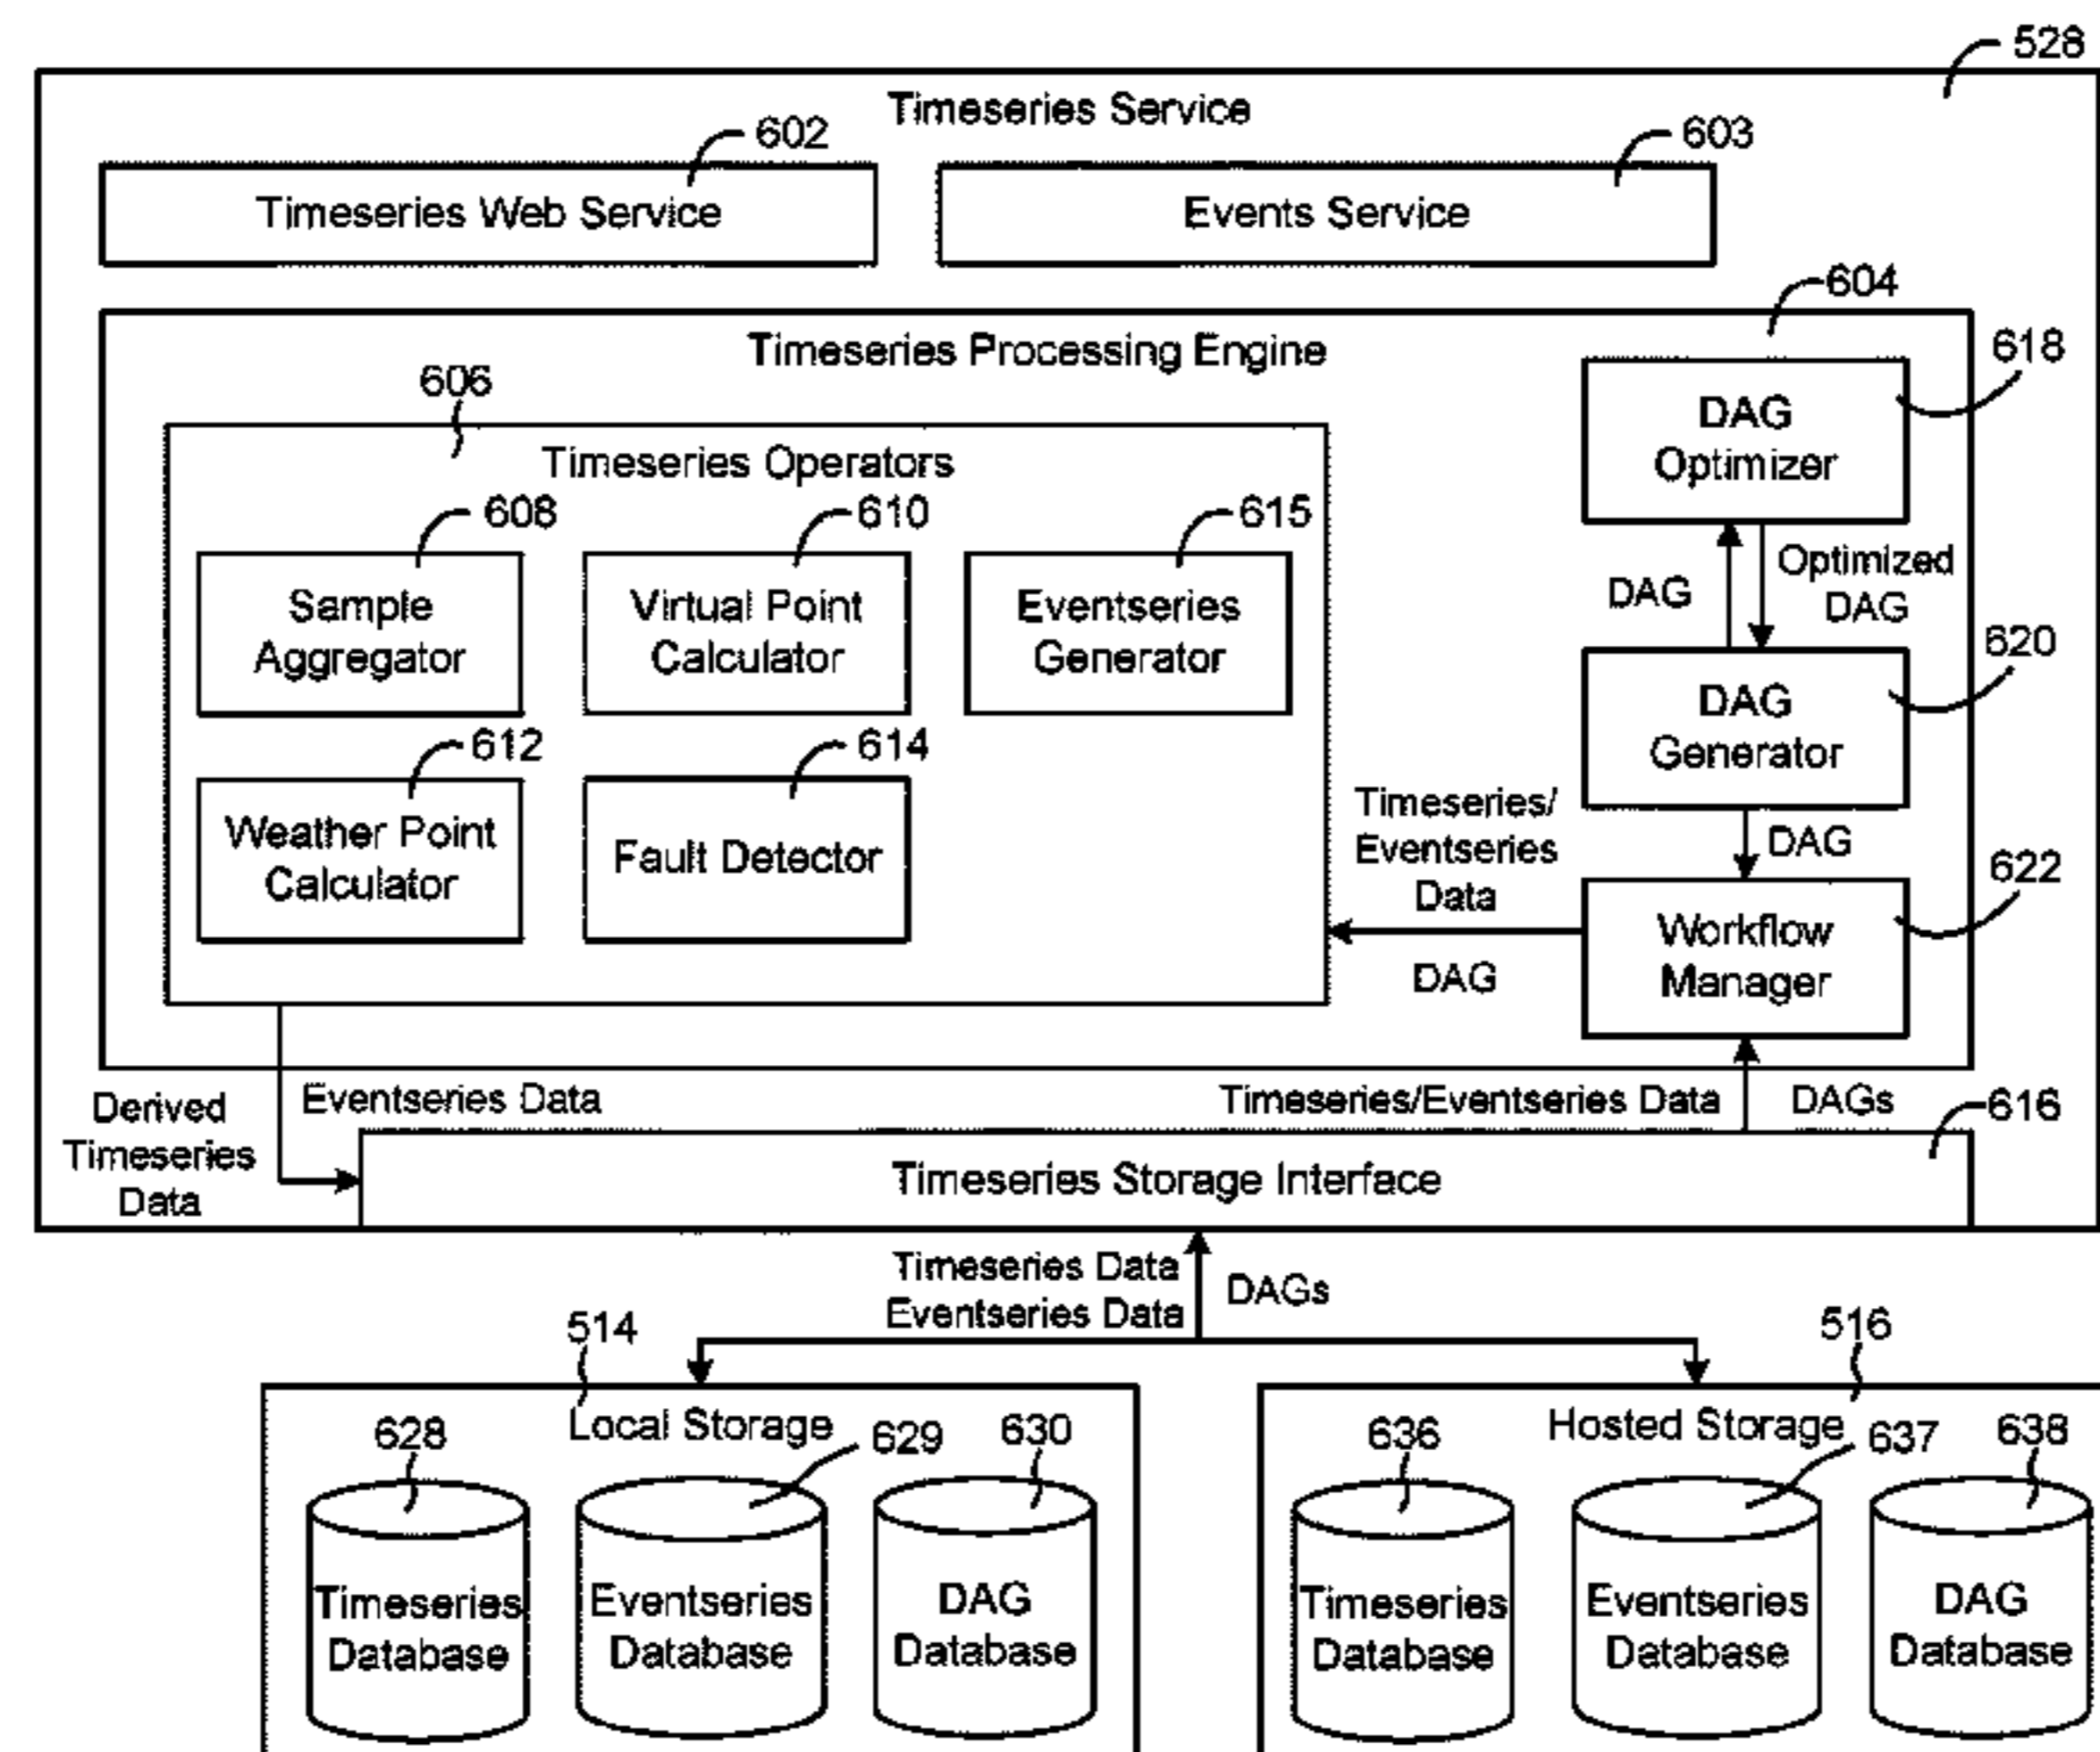 528
Timeseries Service
602
603
Timeseries Web Service
Events Service
604
Timeseries Processing Engine
618
606
DAG
Optimizer
Timeseries Operators
608
610
615
Sample
Aggregator
Virtual Point
Calculator
Eventseries
Generator
DAG
Optimized
DAG
620
DAG
Generator
612
614
Weather Point
Calculator
Fault Detector
Timeseries/
Eventseries
Data
DAG
DAG
622
Workflow
Manager
Derived
Timeseries
Data
Eventseries Data
Timeseries/Eventseries Data
DAGs
616
Timeseries Storage Interface
Timeseries Data
Eventseries Data
DAGs
514
516
Local Storage
628
629
630
Timeseries
Database
Eventseries
Database
DAG
Database
Hosted Storage
636
637
638
Timeseries
Database
Eventseries
Database
DAG
Database